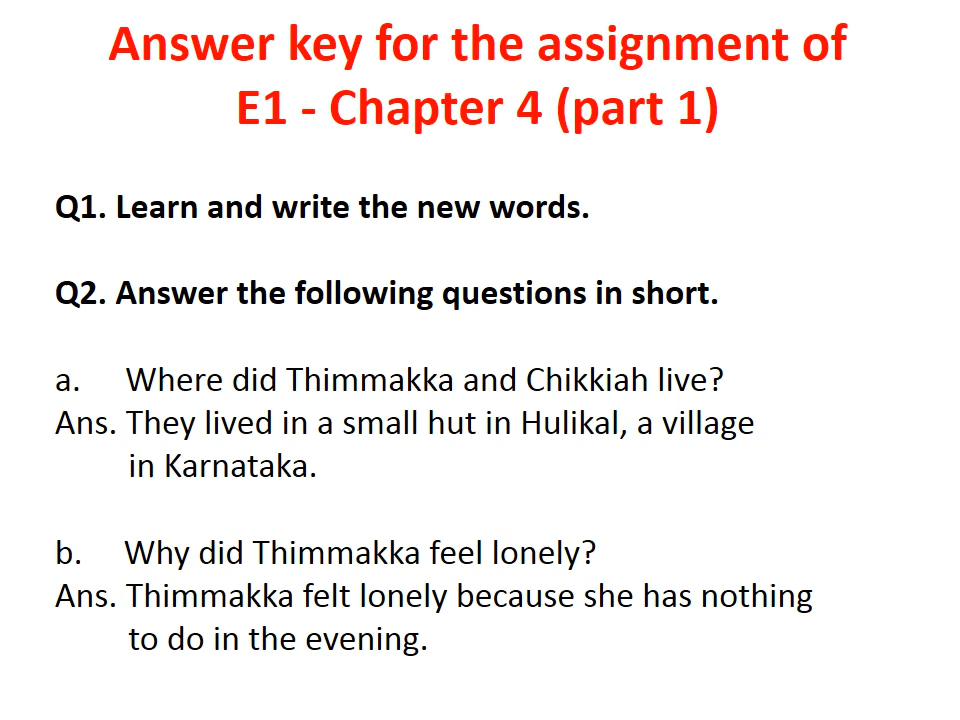 Answer key for the assignment of
E1 - Chapter 4 (part 1)
Q1. Learn and write the new words.
Q2. Answer the following questions in short.
a. Where did Thimmakka and Chikkiah live?
Ans. They lived in a small hut in Hulikal, a village
in Karnataka.
b. Why did Thimmakka feel lonely?
Ans. Thimmakka felt lonely because she has nothing
to do in the evening.